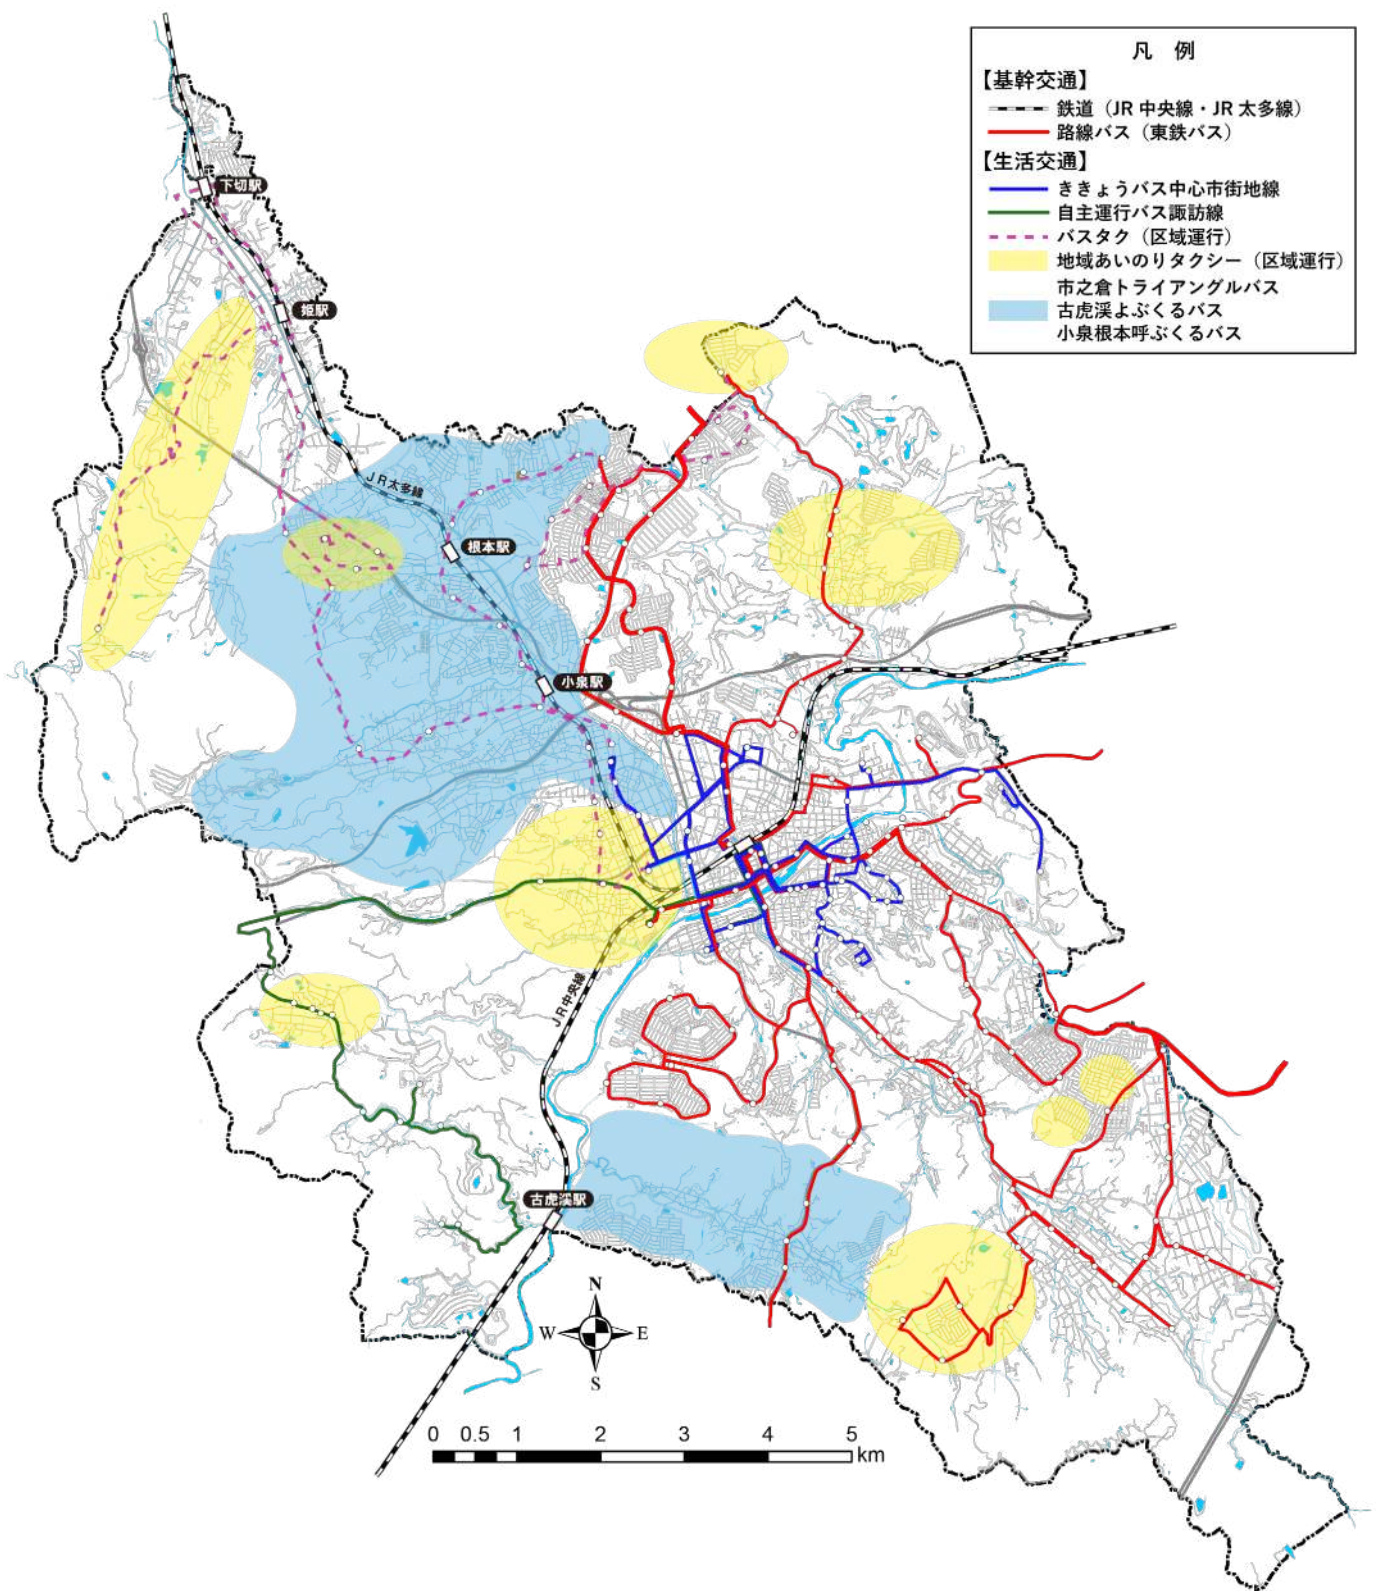 凡 例
【基幹交通】
鉄道（JR 中央線・JR 太多線）
路線バス（東鉄バス）
【生活交通】
ききょうバス中心市街地線
自主運行バス諏訪線
バスタク（区域運行）
地域あいのりタクシー（区域運行）
市之倉トライアングルバス
古虎渓よぶくるバス
小泉根本呼ぶくるバス
下切駅
姫駅
JR太多線
根本駅
小泉駅
JR中央線
古虎渓駅
N
W E
S
0 0.5 1 2 3 4 5
km